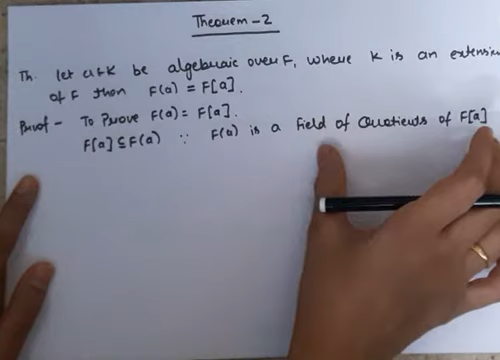 Theorem-2
Th. let a∈K be algebraic over F, where K is an extension
of F then F(a) = F[a].
Proof - To Prove F(a) = F[a].
F[a]⊆F(a) ∵ F(a) is a Field of Quotients of F[a]